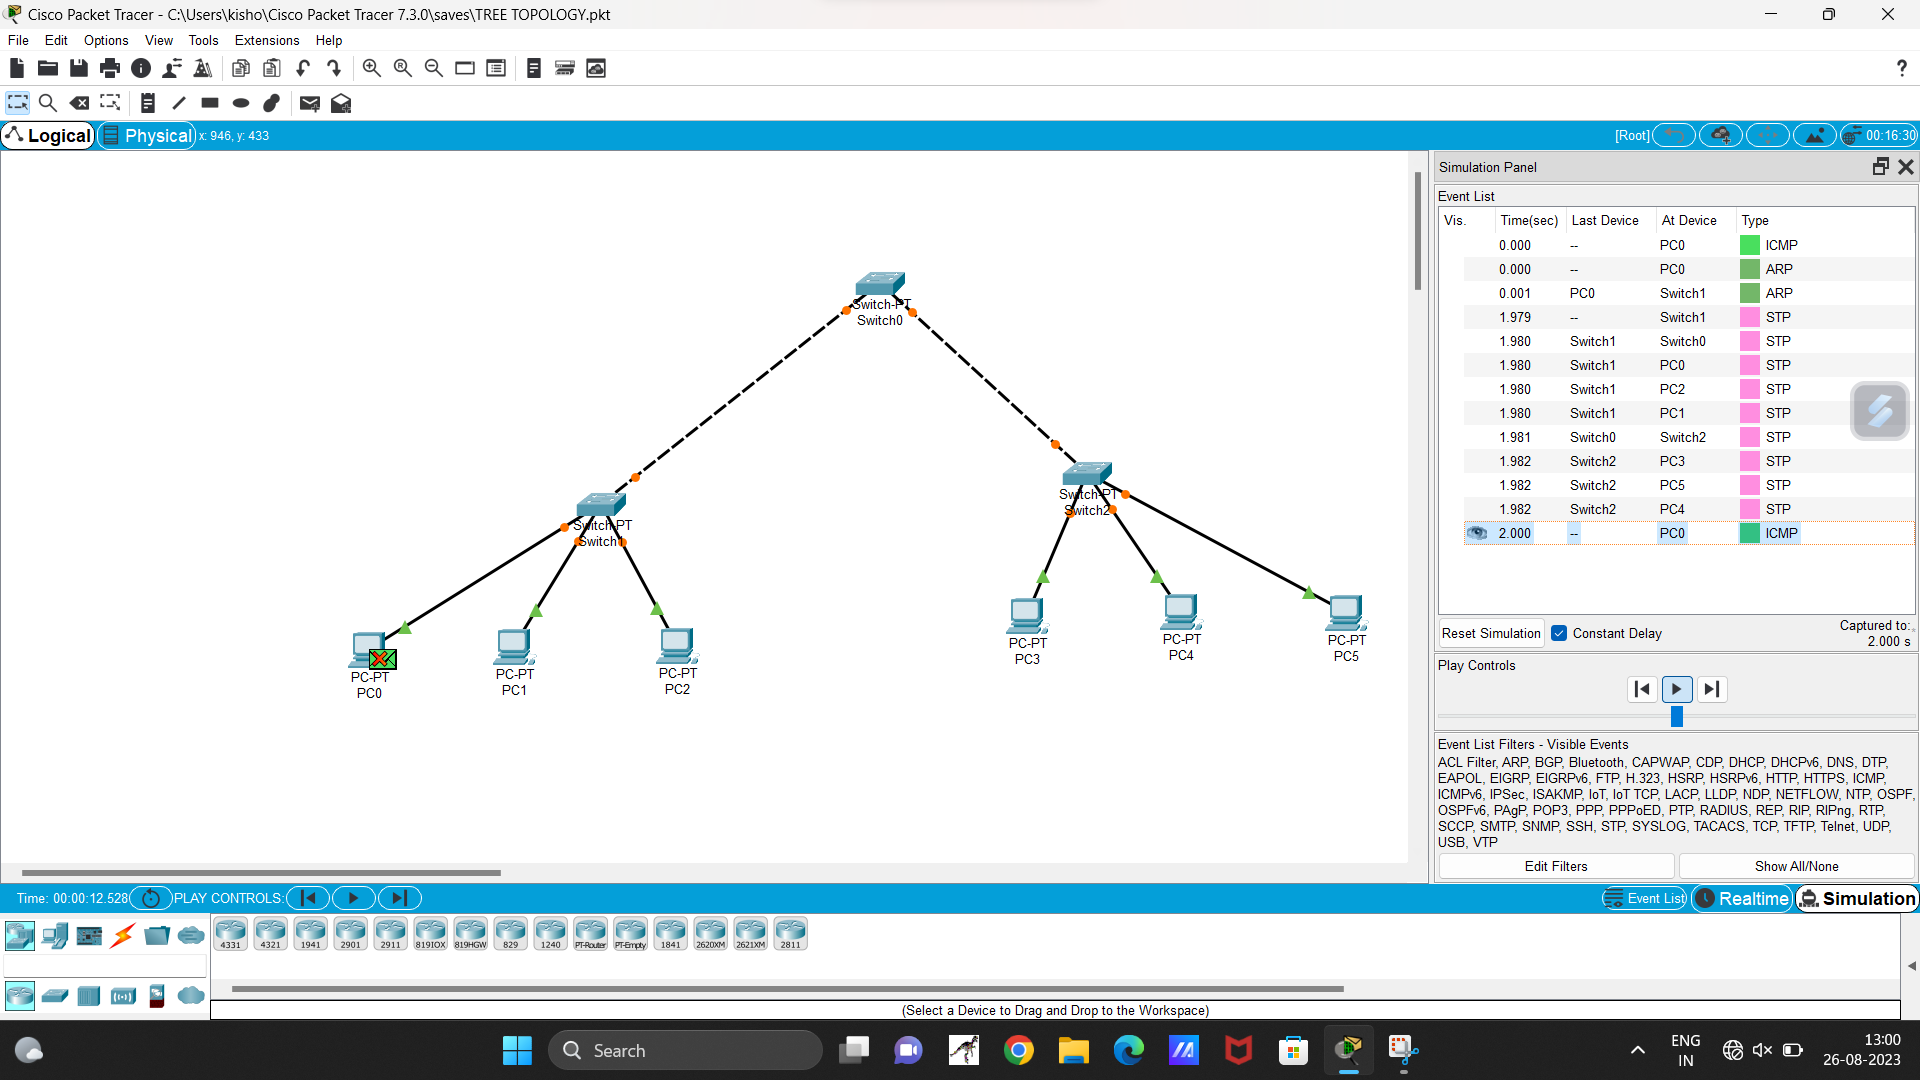 Cisco Packet Tracer - C:\Users\kisho\Cisco Packet Tracer 7.3.0\saves\TREE TOPOLOGY.pkt
File Edit Options View Tools Extensions Help
Logical Physical x: 946, y: 433 [Root] 00:16:30
Simulation Panel
Event List
Vis. Time(sec) Last Device At Device Type
0.000 -- PC0 ICMP
0.000 -- PC0 ARP
0.001 PC0 Switch1 ARP
1.979 -- Switch1 STP
1.980 Switch1 Switch0 STP
1.980 Switch1 PC0 STP
1.980 Switch1 PC2 STP
1.980 Switch1 PC1 STP
1.981 Switch0 Switch2 STP
1.982 Switch2 PC3 STP
1.982 Switch2 PC5 STP
1.982 Switch2 PC4 STP
2.000 -- PC0 ICMP
Reset Simulation Constant Delay Captured to:
2.000 s
Play Controls
Event List Filters - Visible Events
ACL Filter, ARP, BGP, Bluetooth, CAPWAP, CDP, DHCP, DHCPv6, DNS, DTP,
EAPOL, EIGRP, EIGRPv6, FTP, H.323, HSRP, HSRPv6, HTTP, HTTPS, ICMP,
ICMPv6, IPSec, ISAKMP, IoT, IoT TCP, LACP, LLDP, NDP, NETFLOW, NTP, OSPF,
OSPFv6, PAgP, POP3, PPP, PPPoED, PTP, RADIUS, REP, RIP, RIPng, RTP,
SCCP, SMTP, SNMP, SSH, STP, SYSLOG, TACACS, TCP, TFTP, Telnet, UDP,
USB, VTP
Edit Filters Show All/None
Switch-PT
Switch0
Switch-PT
Switch1
Switch-PT
Switch2
PC-PT
PC0
PC-PT
PC1
PC-PT
PC2
PC-PT
PC3
PC-PT
PC4
PC-PT
PC5
Time: 00:00:12.528 PLAY CONTROLS: Event List Realtime Simulation
4331 4321 1941 2901 2911 819IOX 819HGW 829 1240 PT-Router PT-Empty 1841 2620XM 2621XM 2811
(Select a Device to Drag and Drop to the Workspace)
Search
ENG
IN
13:00
26-08-2023